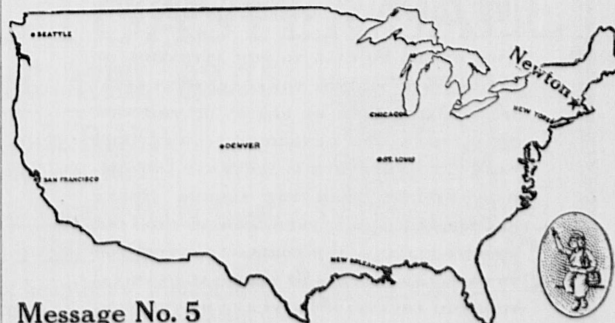 SEATTLE
Newton
CHICAGO
NEW YORK
DENVER
ST. LOUIS
SAN FRANCISCO
NEW ORLEANS
Message No. 5